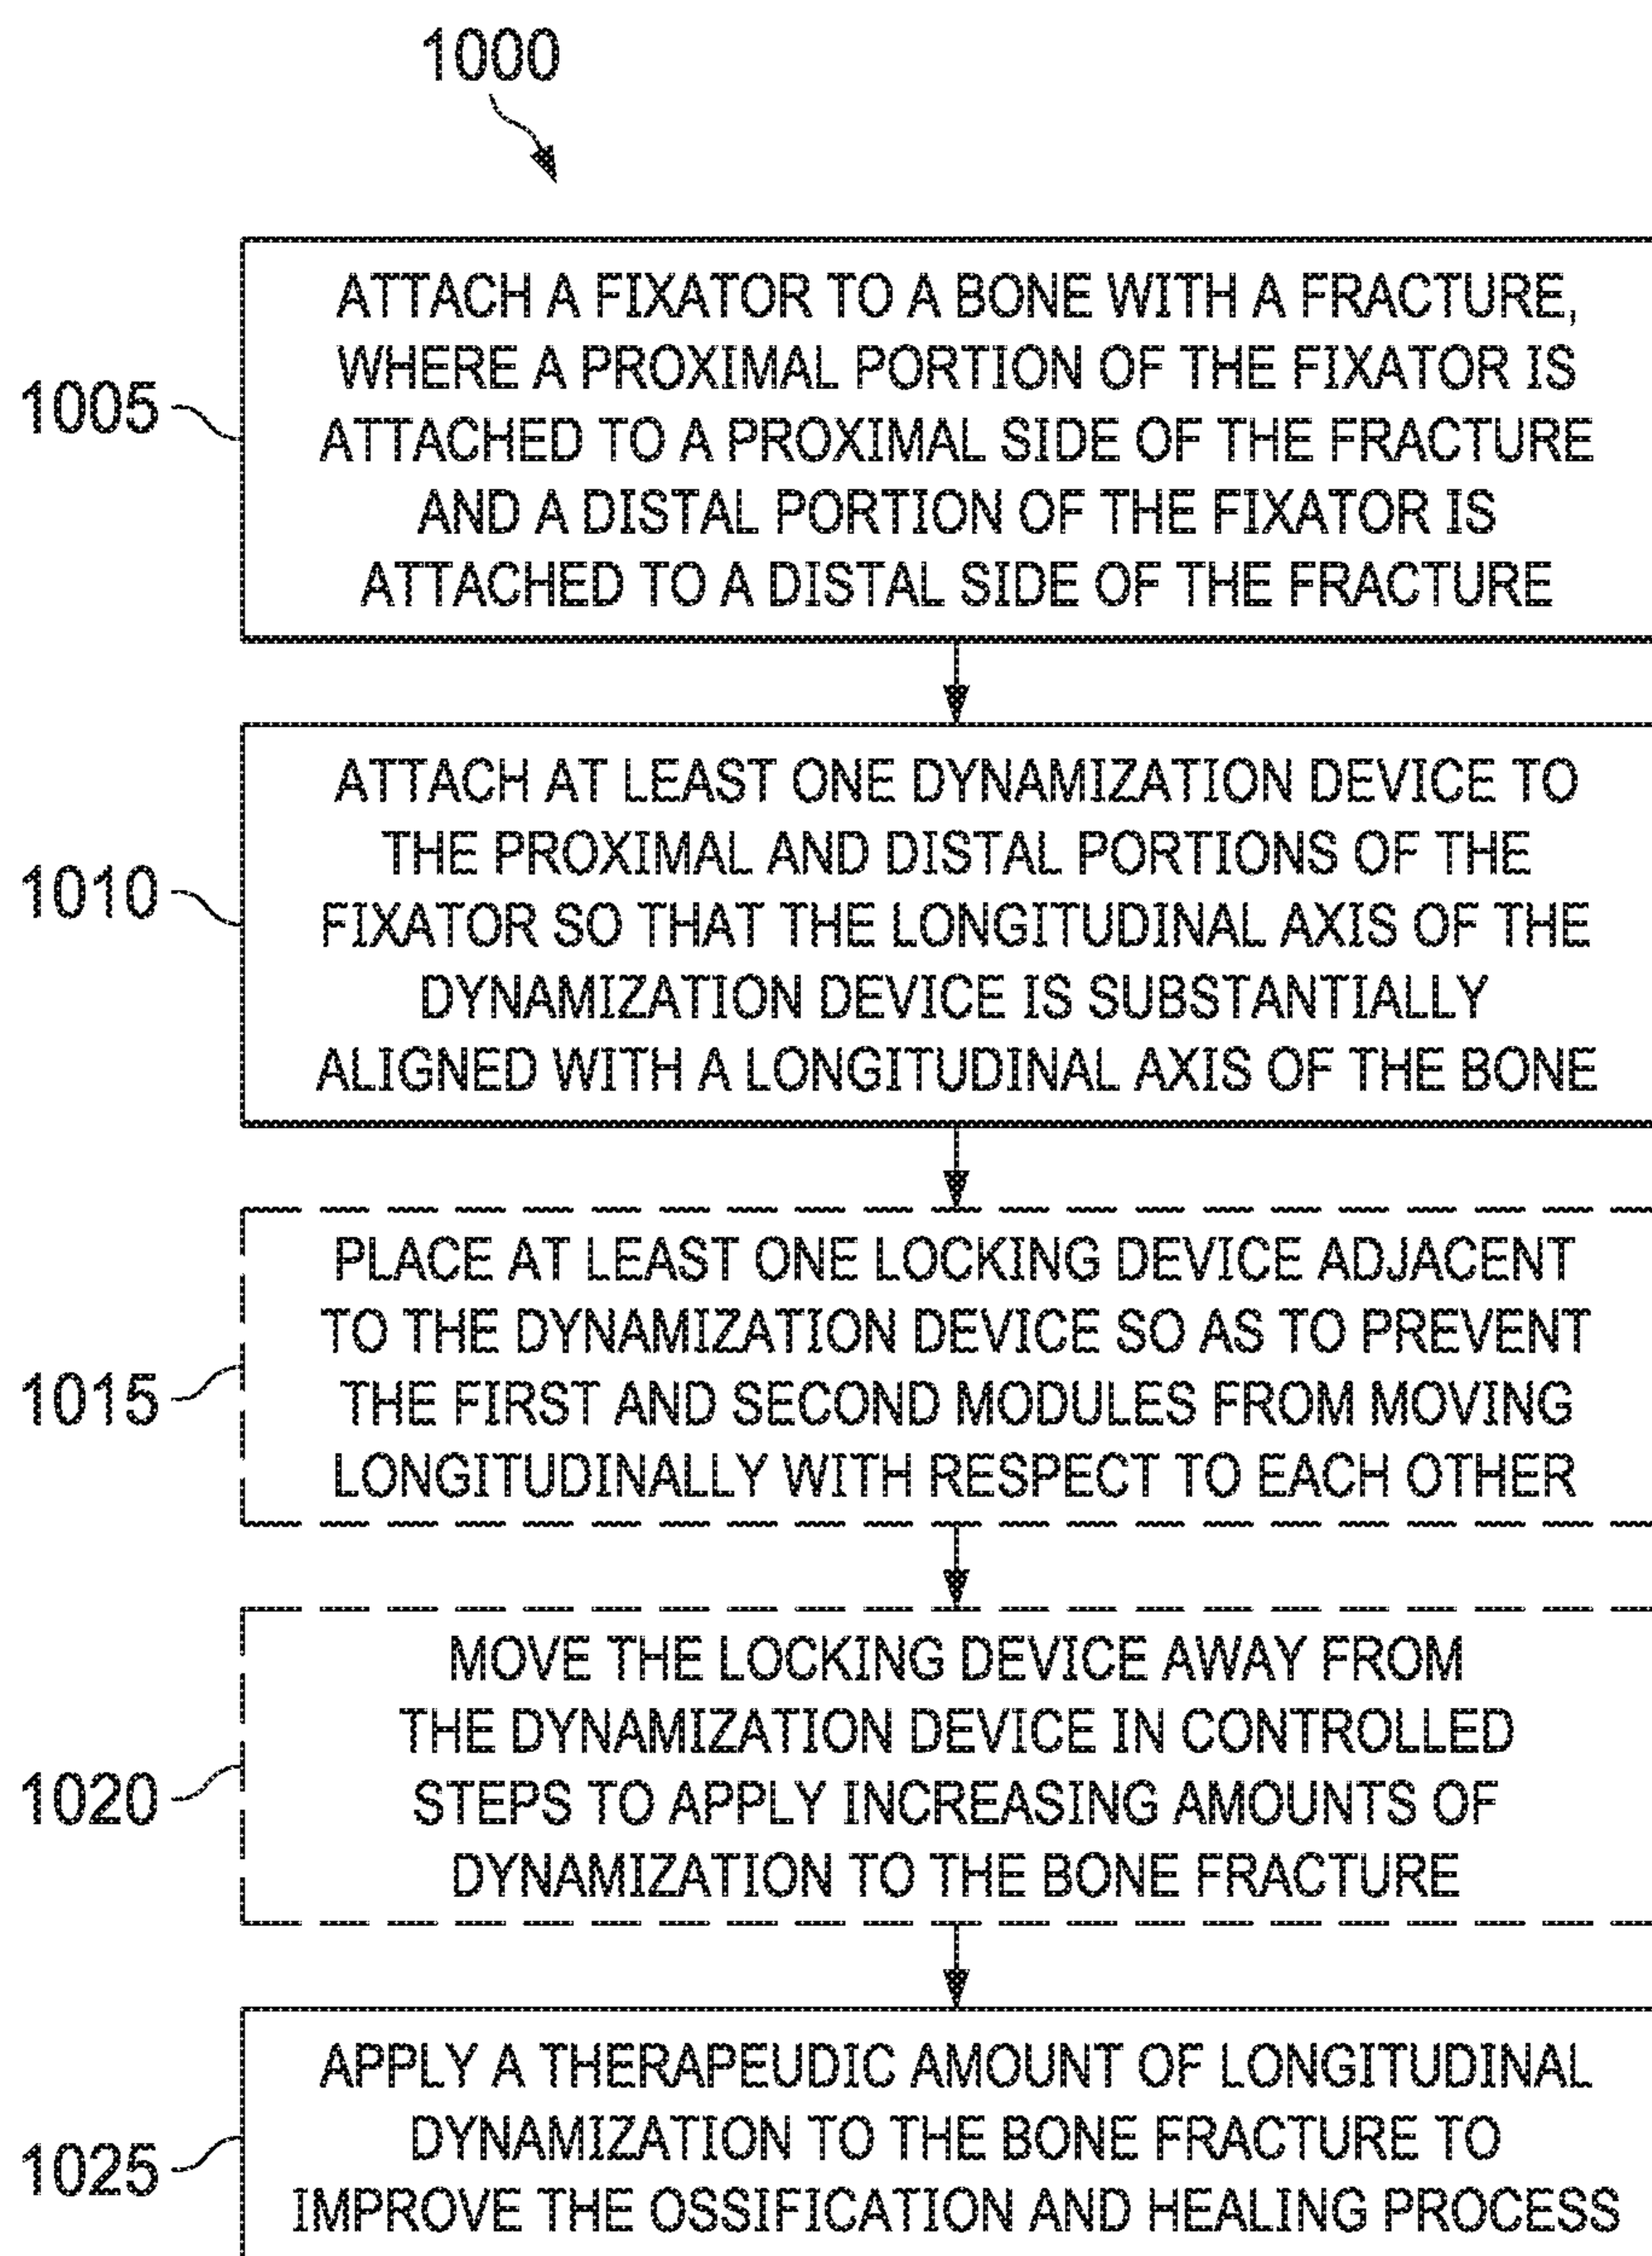 1000
1005
ATTACH A FIXATOR TO A BONE WITH A FRACTURE,
WHERE A PROXIMAL PORTION OF THE FIXATOR IS
ATTACHED TO A PROXIMAL SIDE OF THE FRACTURE
AND A DISTAL PORTION OF THE FIXATOR IS
ATTACHED TO A DISTAL SIDE OF THE FRACTURE
1010
ATTACH AT LEAST ONE DYNAMIZATION DEVICE TO
THE PROXIMAL AND DISTAL PORTIONS OF THE
FIXATOR SO THAT THE LONGITUDINAL AXIS OF THE
DYNAMIZATION DEVICE IS SUBSTANTIALLY
ALIGNED WITH A LONGITUDINAL AXIS OF THE BONE
1015
PLACE AT LEAST ONE LOCKING DEVICE ADJACENT
TO THE DYNAMIZATION DEVICE SO AS TO PREVENT
THE FIRST AND SECOND MODULES FROM MOVING
LONGITUDINALLY WITH RESPECT TO EACH OTHER
1020
MOVE THE LOCKING DEVICE AWAY FROM
THE DYNAMIZATION DEVICE IN CONTROLLED
STEPS TO APPLY INCREASING AMOUNTS OF
DYNAMIZATION TO THE BONE FRACTURE
1025
APPLY A THERAPEUDIC AMOUNT OF LONGITUDINAL
DYNAMIZATION TO THE BONE FRACTURE TO
IMPROVE THE OSSIFICATION AND HEALING PROCESS